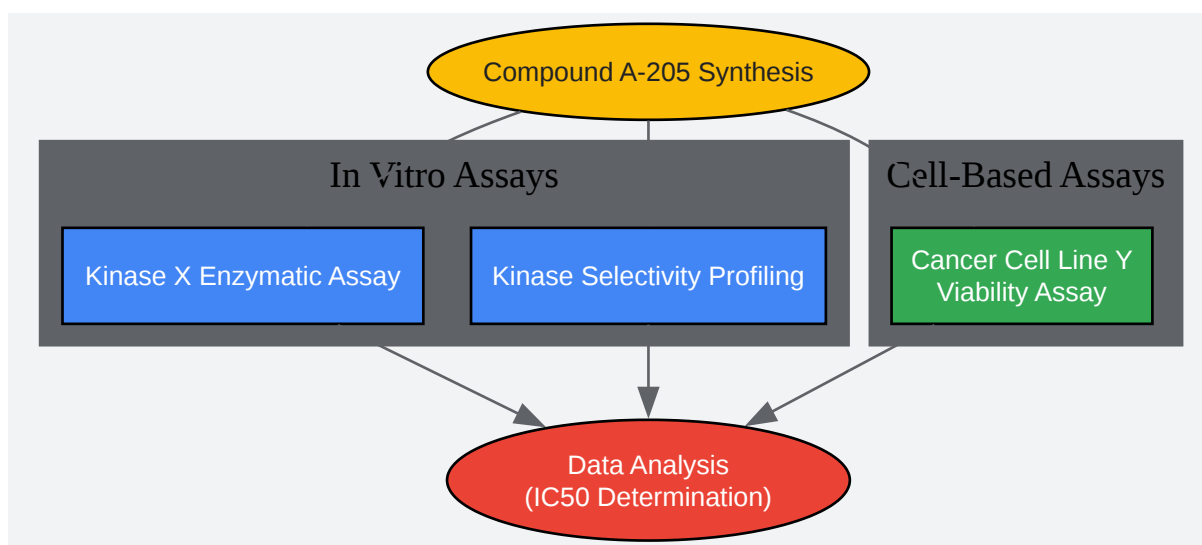 Compound A-205 Synthesis
In Vitro Assays
Cell-Based Assays
Kinase X Enzymatic Assay
Kinase Selectivity Profiling
Cancer Cell Line Y
Viability Assay
Data Analysis
(IC50 Determination)